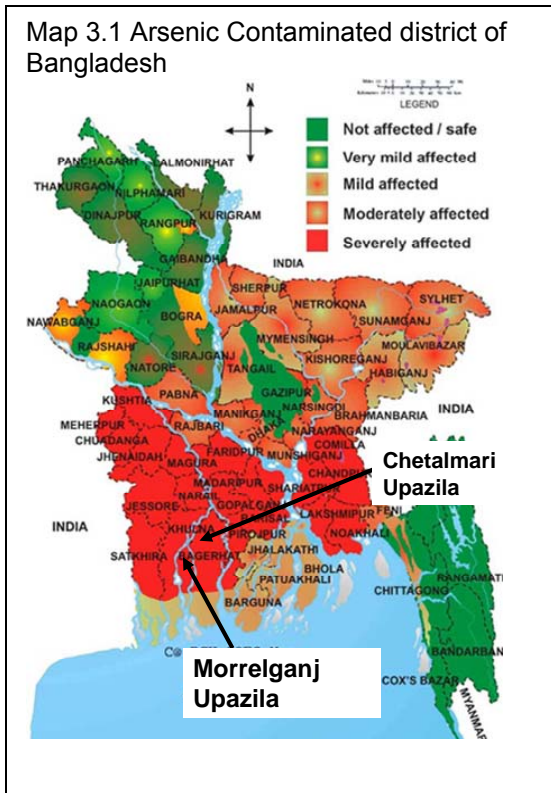 Map 3.1 Arsenic Contaminated district of
Bangladesh
N
LEGEND
Not affected / safe
Very mild affected
Mild affected
Moderately affected
Severely affected
PANCHAGARH
LALMONIRHAT
THAKURGAON
NILPHAMARI
DINAJPUR
RANGPUR
KURIGRAM
GAIBANDHA
INDIA
JAIPURHAT
SHERPUR
NAOGAON
BOGRA
JAMALPUR
NETROKONA
SYLHET
SUNAMGANJ
NAWABGANJ
MYMENSINGH
MOULAVIBAZAR
RAJSHAHI
SIRAJGANJ
KISHOREGANJ
HABIGANJ
NATORE
TANGAIL
GAZIPUR
PABNA
NARSINGDI
KUSHTIA
MANIKGANJ
DHAKA
BRAHMANBARIA
INDIA
MEHERPUR
RAJBARI
NARAYANGANJ
CHUADANGA
FARIDPUR
MUNSHIGANJ
COMILLA
JHENAIDAH
MAGURA
CHANDPU
Chetalmari
Upazila
MADARIPUR
SHARIATPUR
NARAIL
JESSORE
GOPALGAN
LAKSHMIPUR
FENI
INDIA
KHULNA
BARISAL
NOAKHALI
PIROJPUR
SATKHIRA
BAGERHAT
JHALAKATHI
BHOLA
RANGAMATI
PATUAKHALI
CHITTAGONG
BARGUNA
BANDARBAN
Morrelganj
Upazila
COX'S BAZAR
MYANMAR